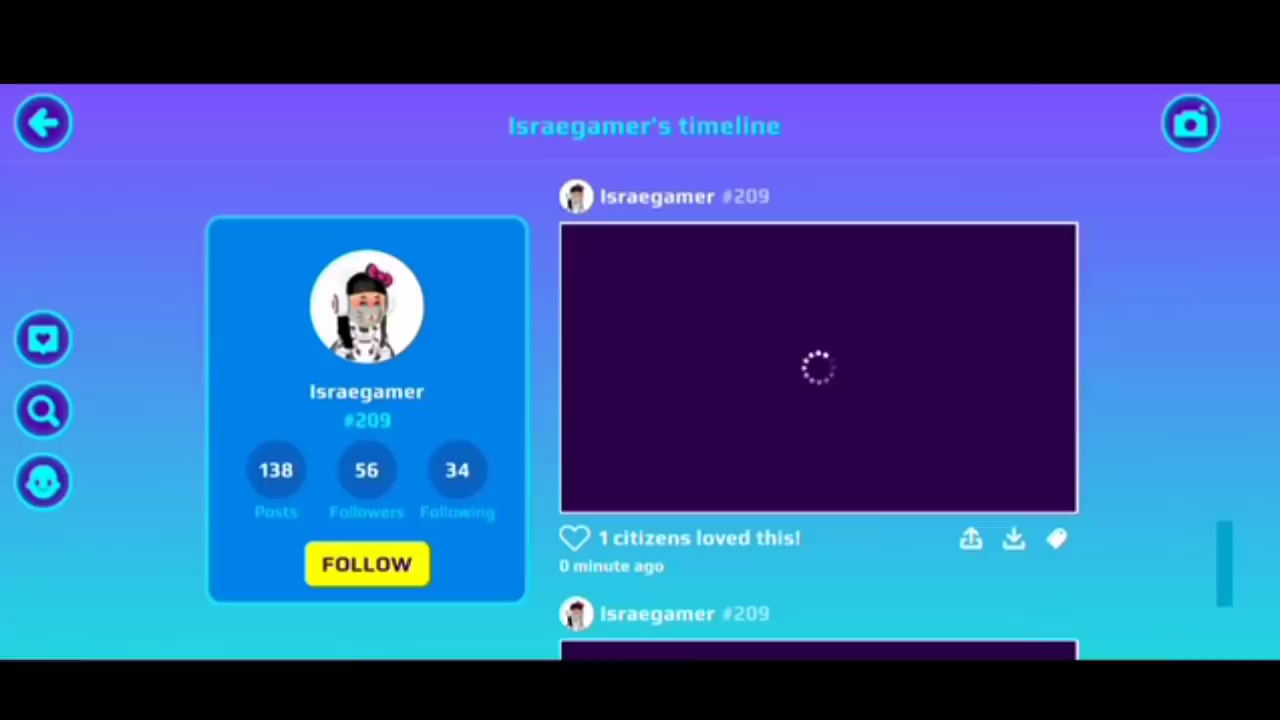 Israegamer's timeline
Israegamer #209
Israegamer
#209
138 56 34
Posts Followers Following
FOLLOW
1 citizens loved this!
0 minute ago
Israegamer #209